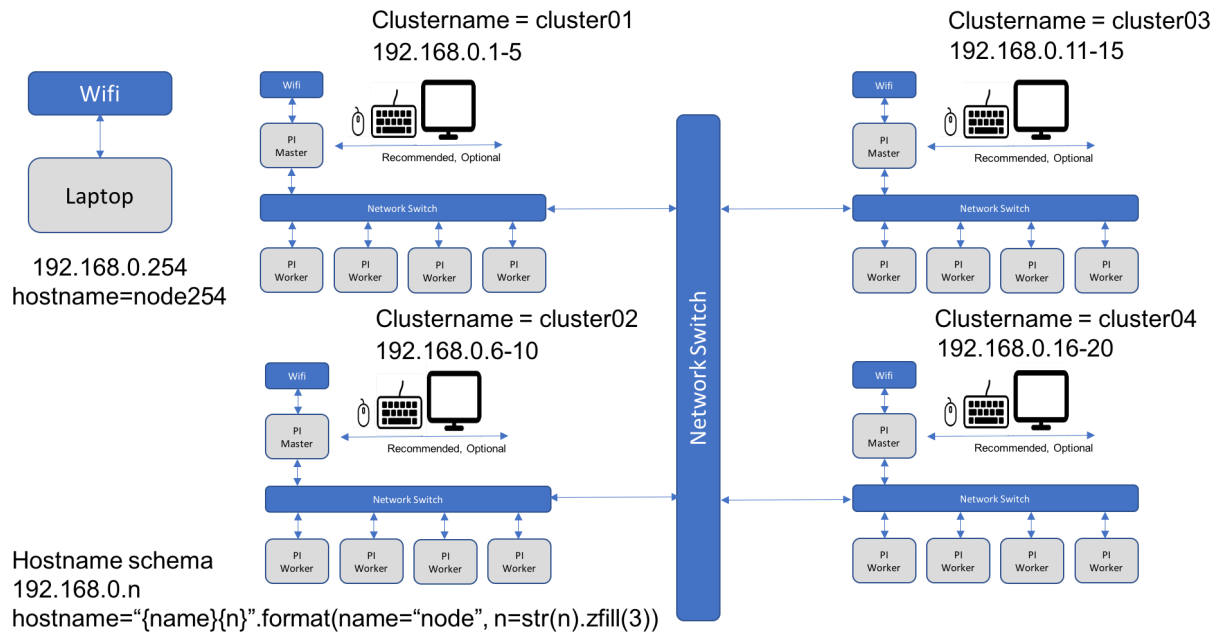 Clustername = cluster01
192.168.0.1-5
Clustername = cluster03
192.168.0.11-15
Wifi
Laptop
192.168.0.254
hostname=node254
Wifi
PI
Master
Recommended, Optional
Network Switch
PI
Worker
PI
Worker
PI
Worker
PI
Worker
Wifi
PI
Master
Recommended, Optional
Network Switch
PI
Worker
PI
Worker
PI
Worker
PI
Worker
Network Switch
Clustername = cluster02
192.168.0.6-10
Wifi
PI
Master
Recommended, Optional
Network Switch
PI
Worker
PI
Worker
PI
Worker
PI
Worker
Clustername = cluster04
192.168.0.16-20
Wifi
PI
Master
Recommended, Optional
Network Switch
PI
Worker
PI
Worker
PI
Worker
PI
Worker
Hostname schema
192.168.0.n
hostname=“{name}{n}”.format(name=“node”, n=str(n).zfill(3))